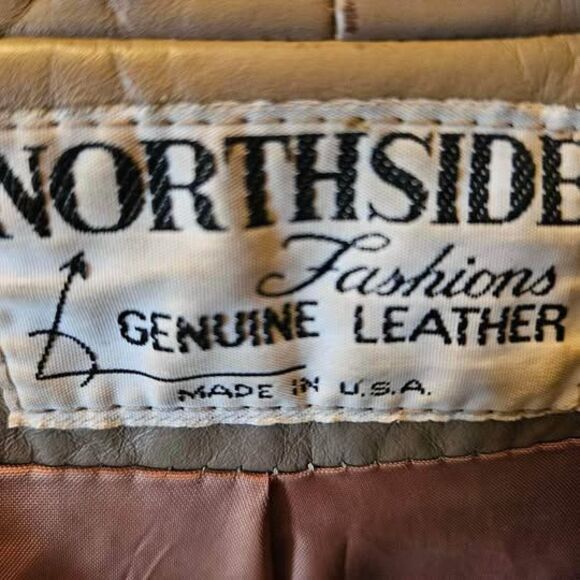 NORTHSIDE
Fashions
GENUINE LEATHER
MADE IN U.S.A.